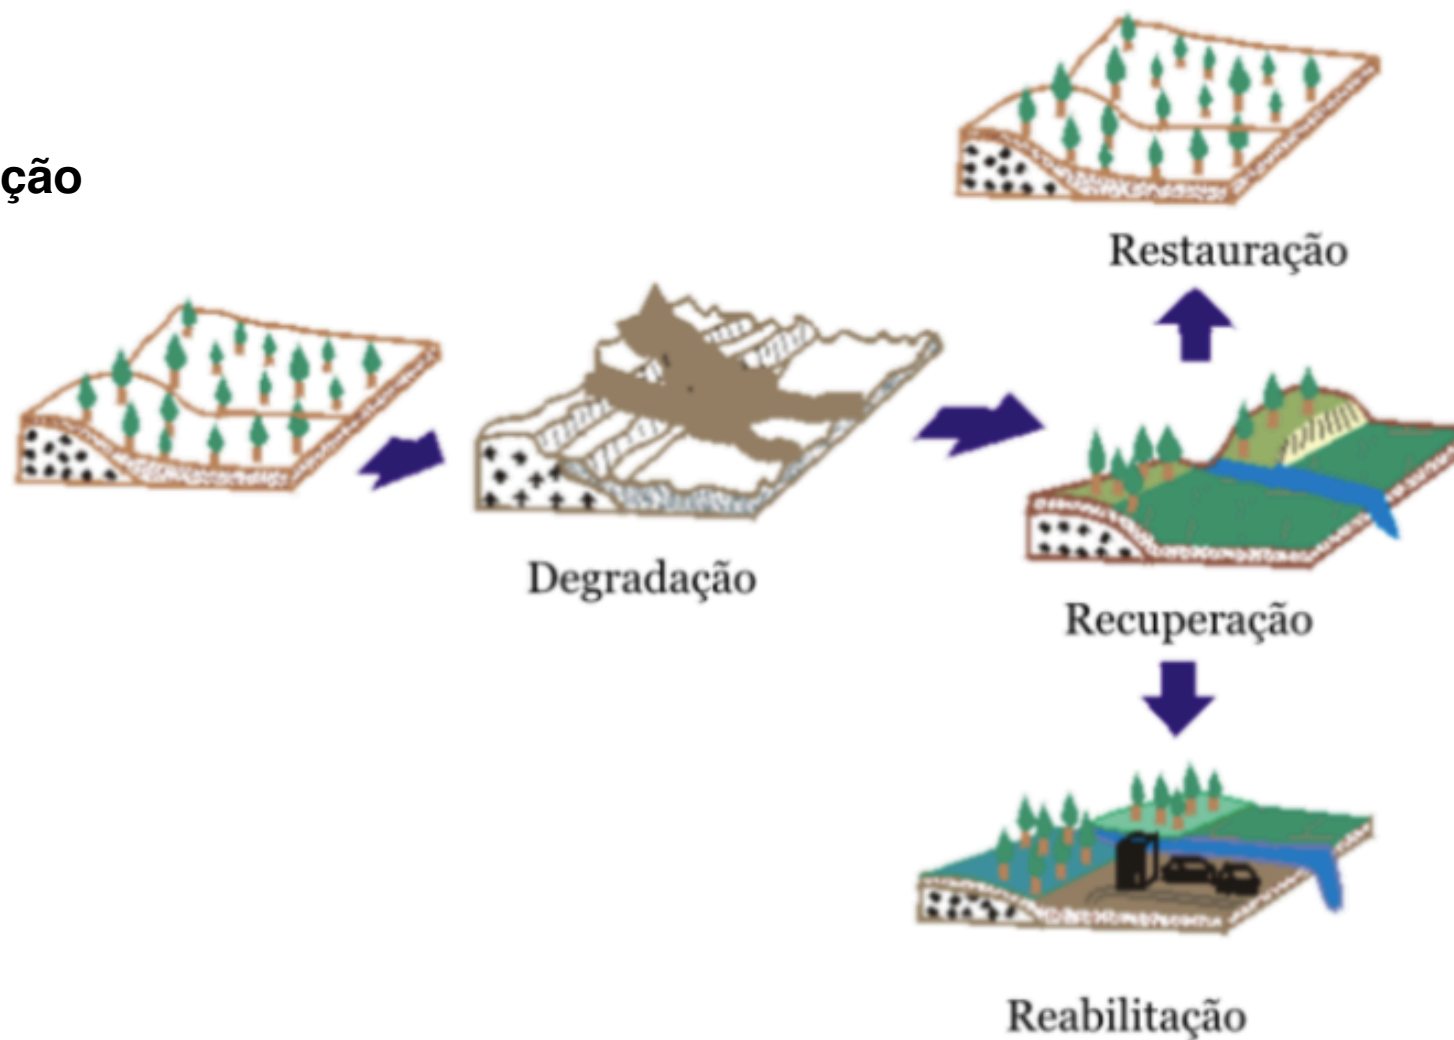 ção
Restauração
Degradação
Recuperação
Reabilitação